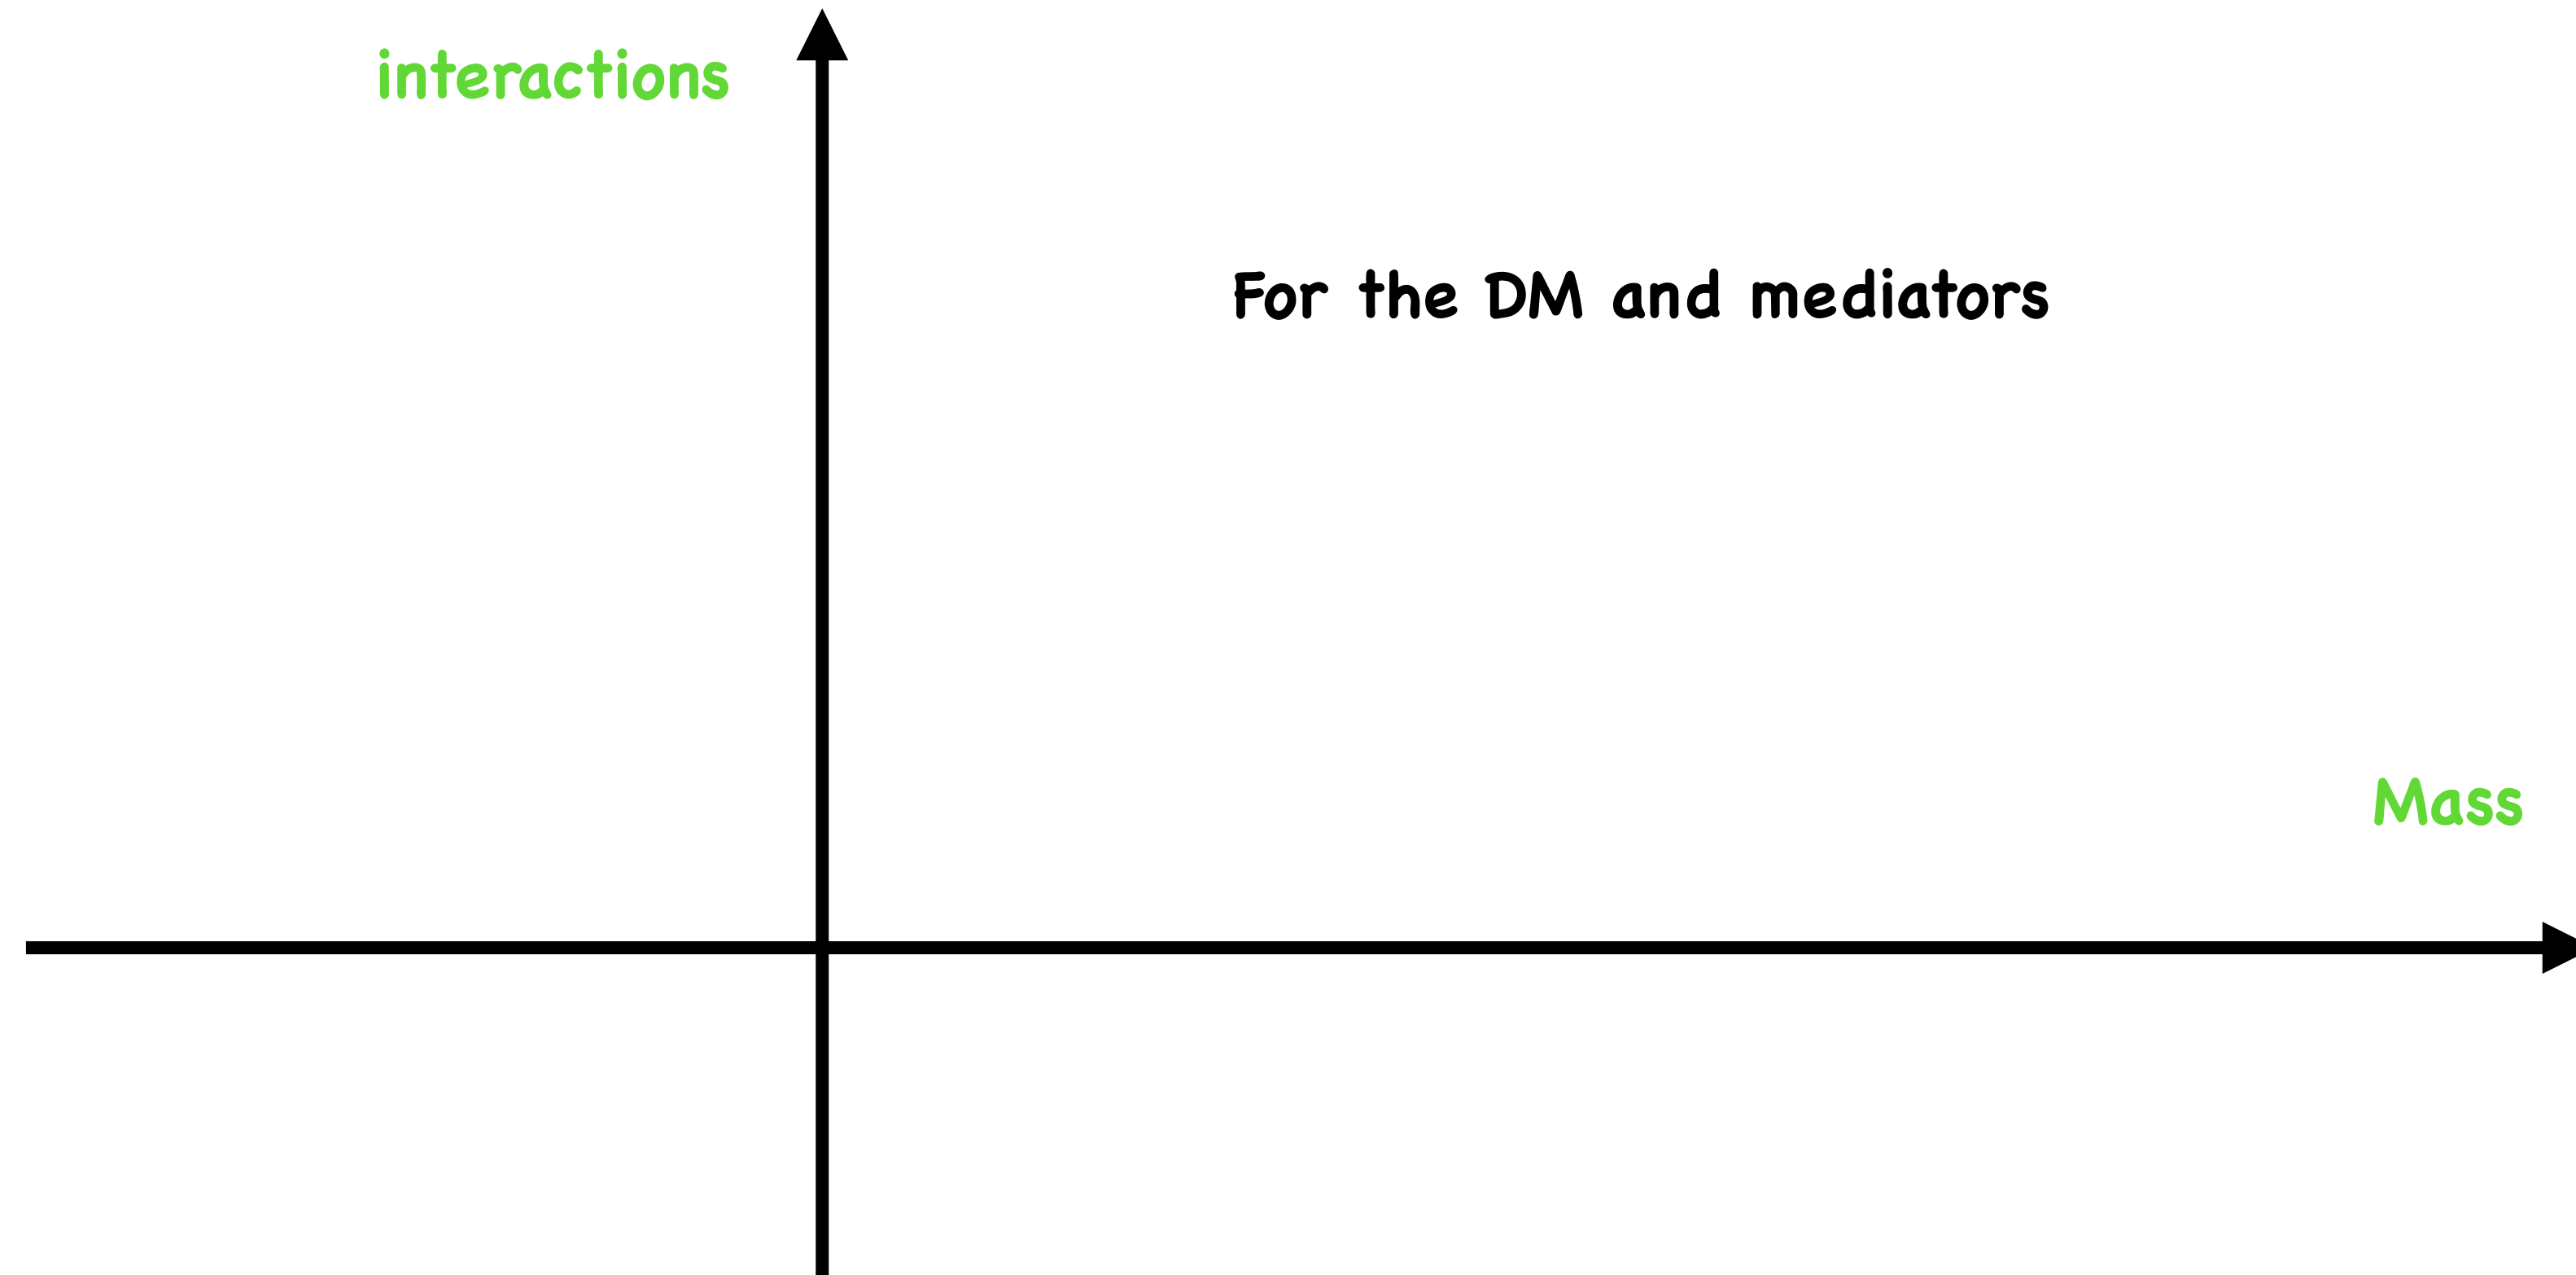 interactions
For the DM and mediators
Mass